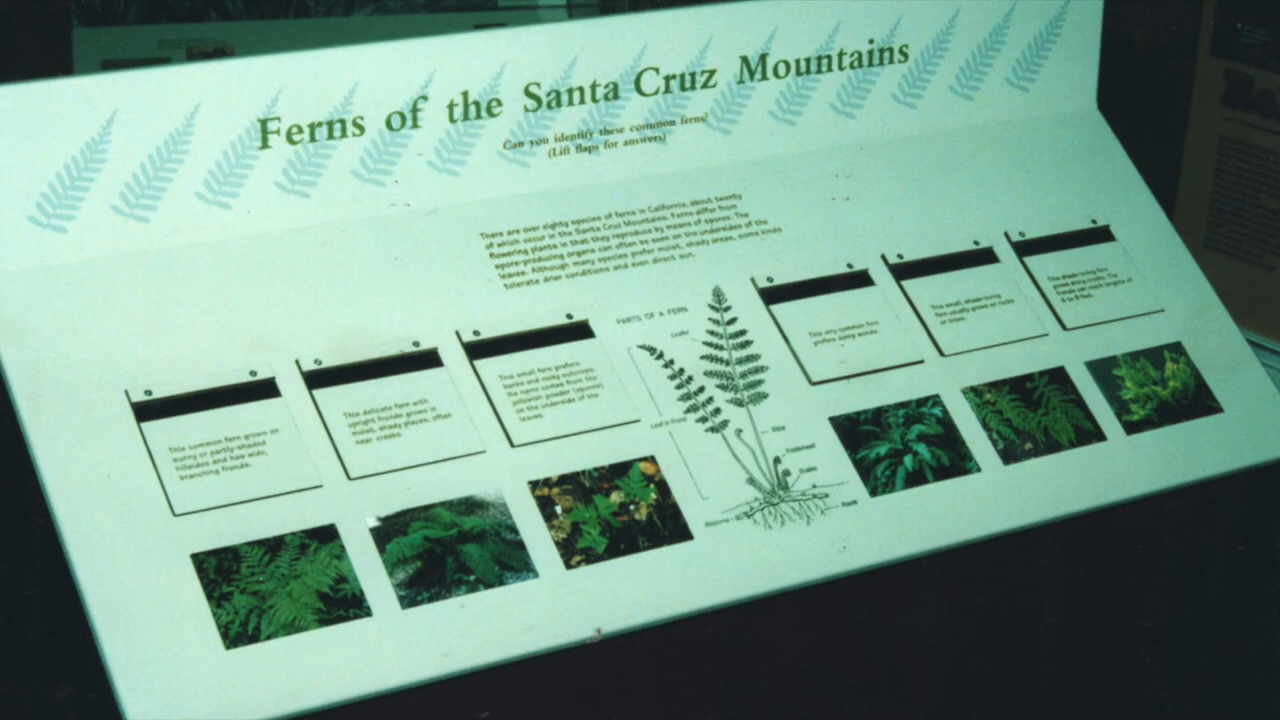 Ferns of the Santa Cruz Mountains
Can you identify these common ferns?
(Lift flaps for answers)
There are over eighty species of ferns in California, about twenty
of which occur in the Santa Cruz Mountains. Ferns differ from
flowering plants in that they reproduce by means of spores. The
spore-producing organs can often be seen on the undersides of the
leaves. Although many species prefer moist, shady areas, some kinds
tolerate drier conditions and even direct sun.
This common fern grows on
sunny or partly-shaded
hillsides and has wide,
branching fronds.
This delicate fern with
upright fronds grows in
moist, shady places, often
near creeks.
This small fern prefers
banks and rocky outcrops.
Its name comes from the
yellowish powder (spores)
on the underside of the
leaves.
PARTS OF A FERN
Leaflet
Leaf or Frond
Stipe
Fiddlehead
Scales
Roots
Rhizome
This very common fern
prefers damp woods.
This small, shade-loving
fern usually grows on rocks
or trees.
This shade-loving fern
grows along creeks. The
fronds can reach lengths of
6 to 8 feet.